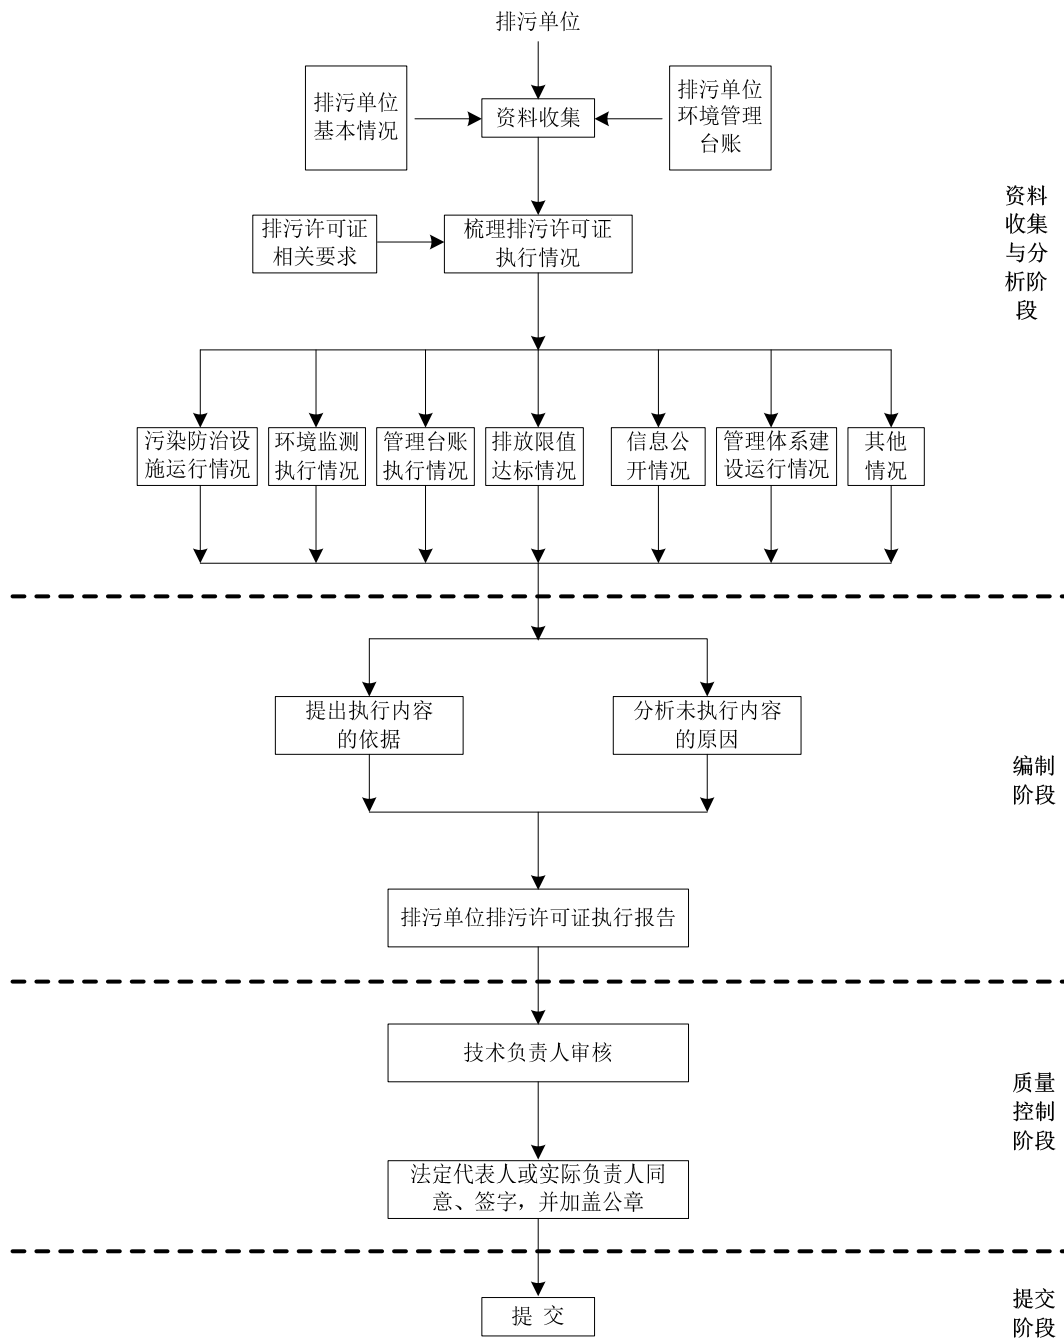 排污单位
排污单位
基本情况
资料收集
排污单位
环境管理
台账
排污许可证
相关要求
梳理排污许可证
执行情况
资料
收集
与分
析阶
段
污染防治设
施运行情况
环境监测
执行情况
管理台账
执行情况
排放限值
达标情况
信息公
开情况
管理体系建
设运行情况
其他
情况
提出执行内容
的依据
分析未执行内容
的原因
编制
阶段
排污单位排污许可证执行报告
技术负责人审核
质量
控制
阶段
法定代表人或实际负责人同
意、签字，并加盖公章
提 交
提交
阶段